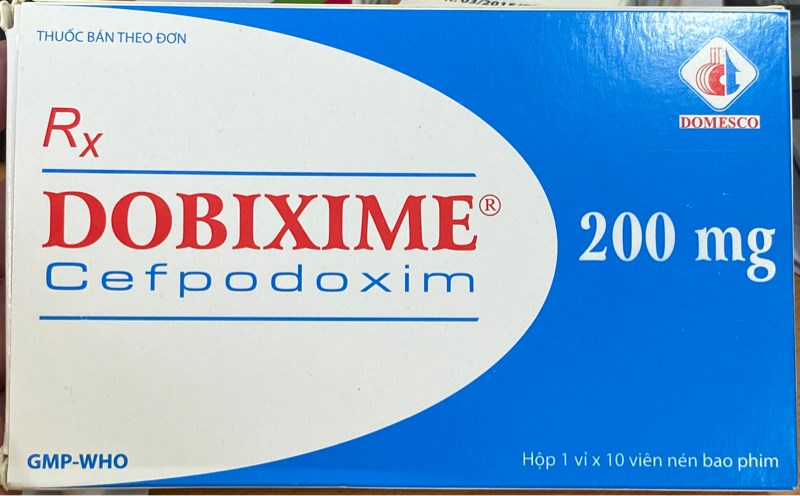 THUỐC BÁN THEO ĐƠN
Rx
DOBIXIME®
Cefpodoxim
200 mg
DOMESCO
GMP-WHO
Hộp 1 vỉ x 10 viên nén bao phim